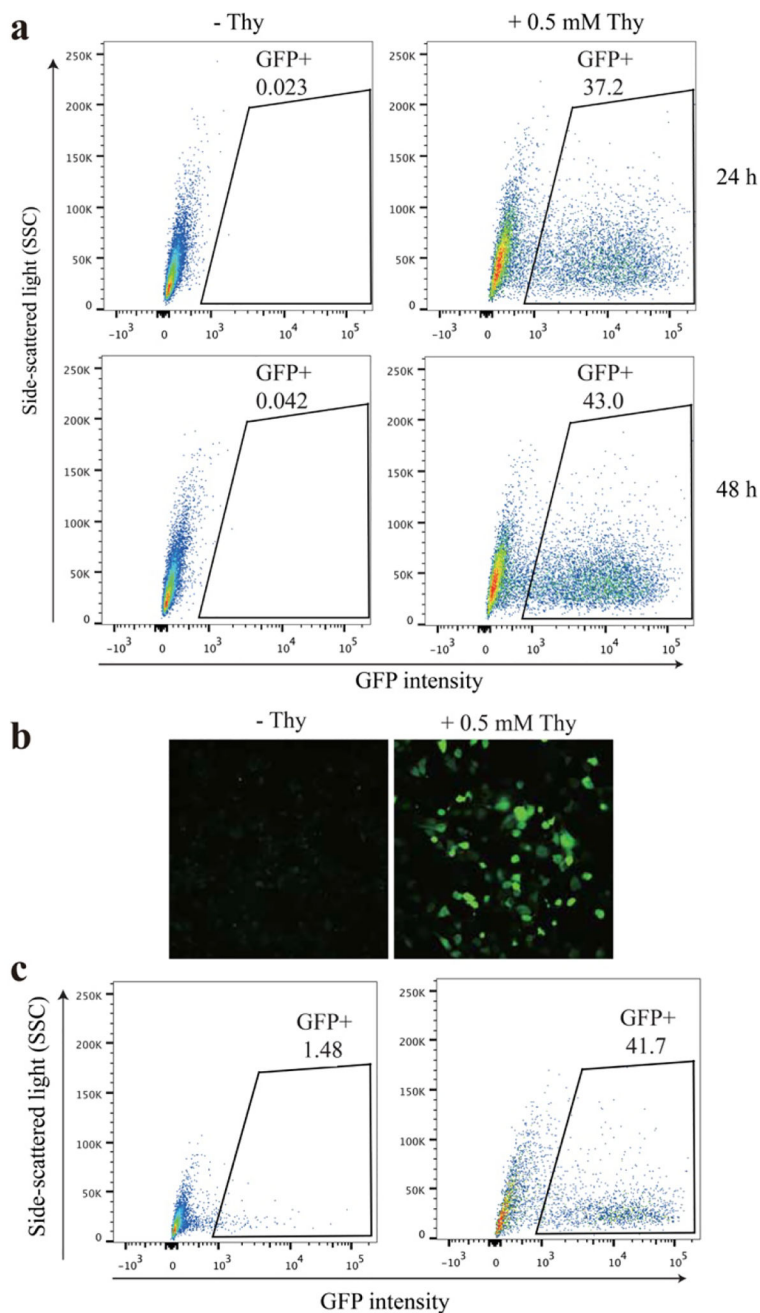 a
- Thy
+ 0.5 mM Thy
Side-scattered light (SSC)
GFP+
0.023
250K
200K
150K
100K
50K
0
-10³ 0 10³ 10⁴ 10⁵
GFP+
37.2
250K
200K
150K
100K
50K
0
-10³ 0 10³ 10⁴ 10⁵
24 h
GFP+
0.042
250K
200K
150K
100K
50K
0
-10³ 0 10³ 10⁴ 10⁵
GFP+
43.0
250K
200K
150K
100K
50K
0
-10³ 0 10³ 10⁴ 10⁵
48 h
GFP intensity
b
- Thy
+ 0.5 mM Thy
c
Side-scattered light (SSC)
GFP+
1.48
250K
200K
150K
100K
50K
0
-10³ 0 10³ 10⁴ 10⁵
GFP+
41.7
250K
200K
150K
100K
50K
0
-10³ 0 10³ 10⁴ 10⁵
GFP intensity